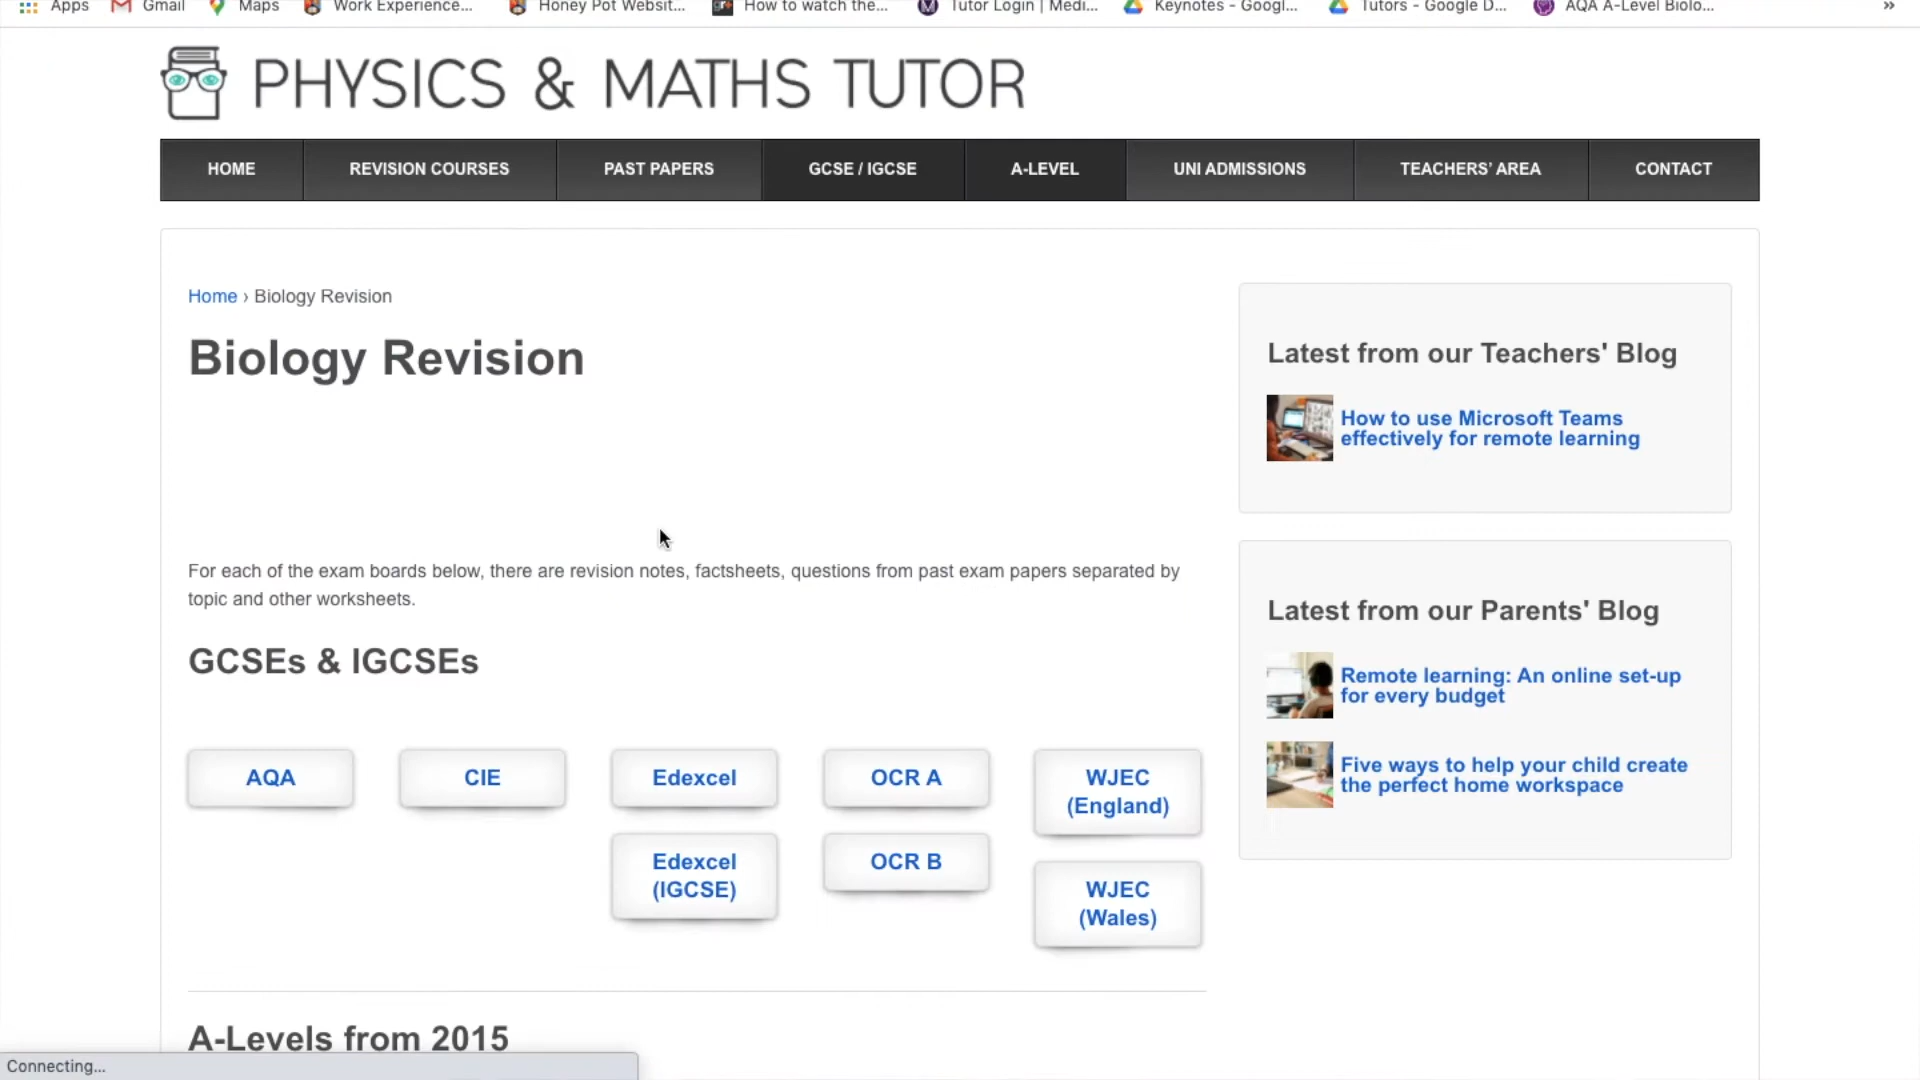 Apps Gmail Maps Work Experience... Honey Pot Websit... How to watch the... Tutor Login | Medi... Keynotes - Googl... Tutors - Google D... AQA A-Level Biolo... »
PHYSICS & MATHS TUTOR
HOME REVISION COURSES PAST PAPERS GCSE / IGCSE A-LEVEL UNI ADMISSIONS TEACHERS’ AREA CONTACT
Home › Biology Revision
Biology Revision
For each of the exam boards below, there are revision notes, factsheets, questions from past exam papers separated by
topic and other worksheets.
GCSEs & IGCSEs
AQA CIE Edexcel OCR A WJEC
(England)
Edexcel
(IGCSE)
OCR B
WJEC
(Wales)
A-Levels from 2015
Latest from our Teachers' Blog
How to use Microsoft Teams
effectively for remote learning
Latest from our Parents' Blog
Remote learning: An online set-up
for every budget
Five ways to help your child create
the perfect home workspace
Connecting...